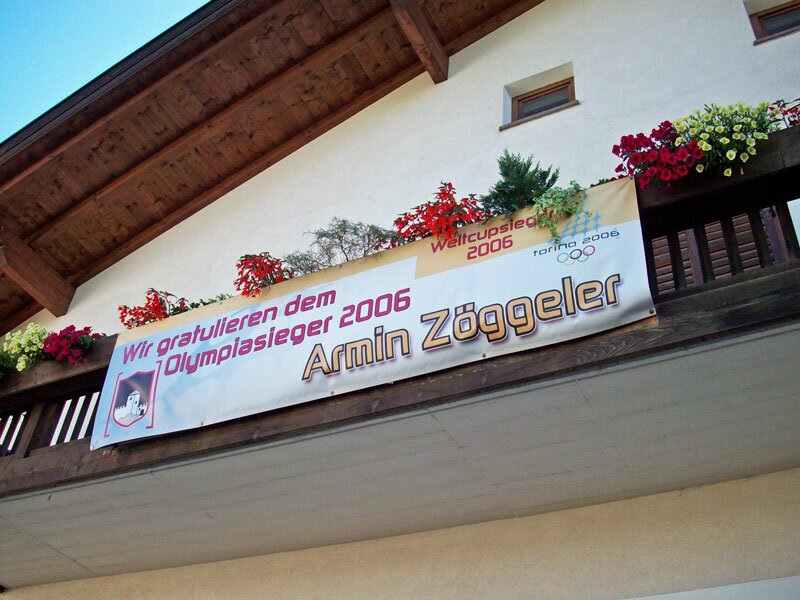 Weltcupsieger
2006
torino 2006
Wir gratulieren dem
Olympiasieger 2006
Armin Zöggeler